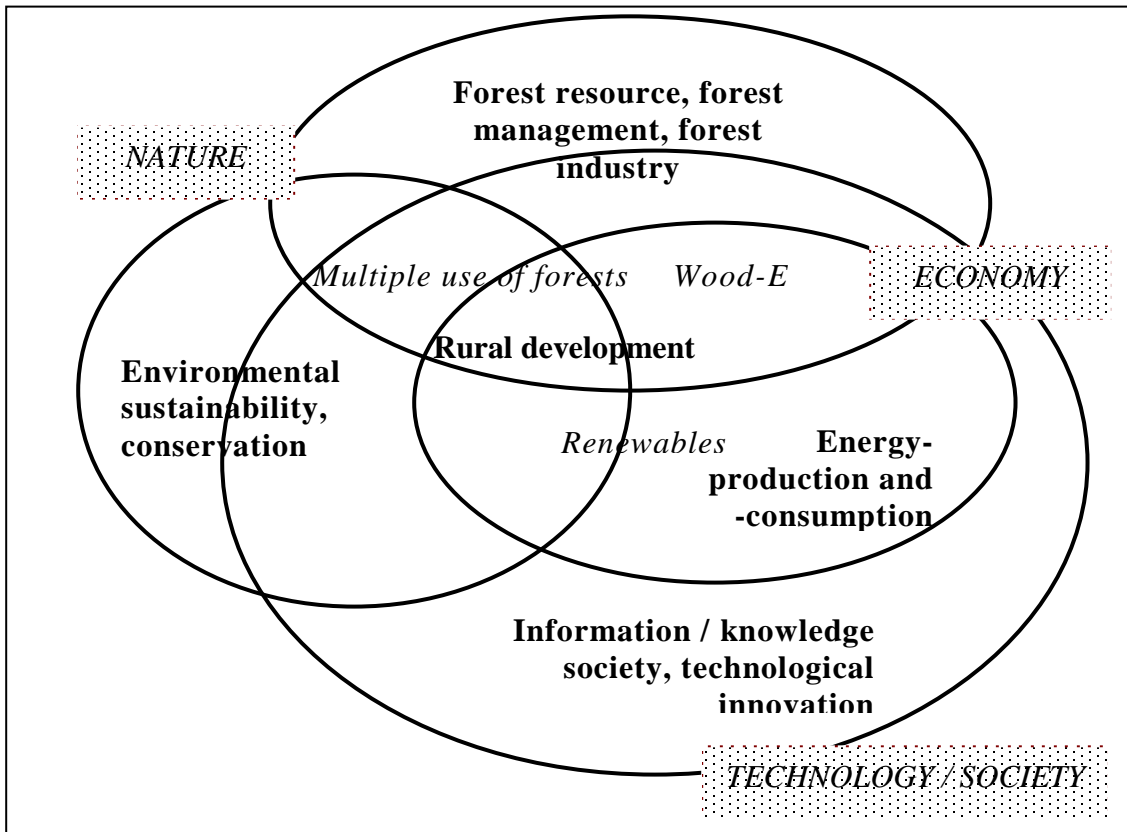 Forest resource, forest
management, forest
industry
NATURE
Multiple use of forests
Wood-E
ECONOMY
Rural development
Environmental
sustainability,
conservation
Renewables
Energy-
production and
-consumption
Information / knowledge
society, technological
innovation
TECHNOLOGY / SOCIETY